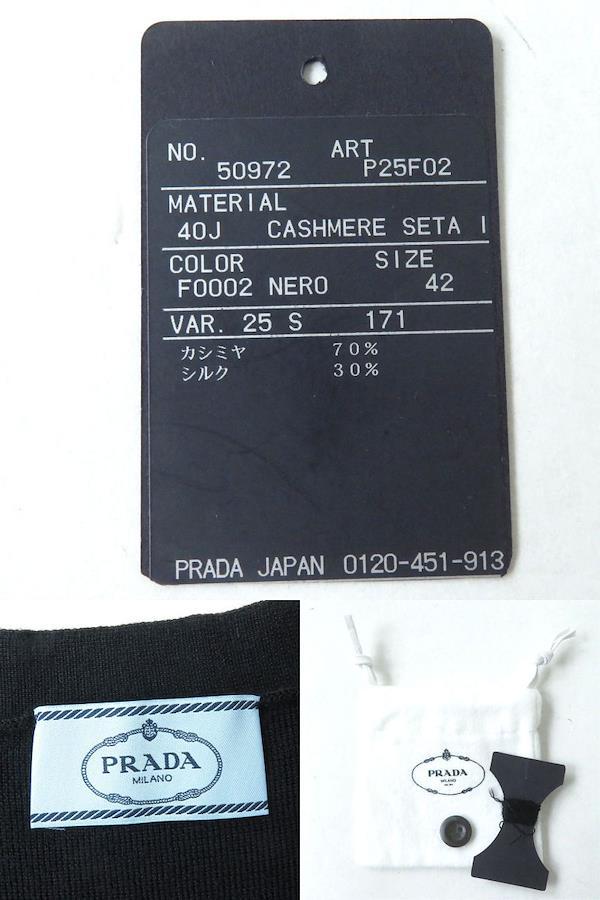 NO. ART
50972 P25F02
MATERIAL
40J CASHMERE SETA I
COLOR SIZE
F0002 NERO 42
VAR. 25 S 171
カシミヤ 70%
シルク 30%
PRADA JAPAN 0120-451-913
PRADA
MILANO
PRADA
MILANO